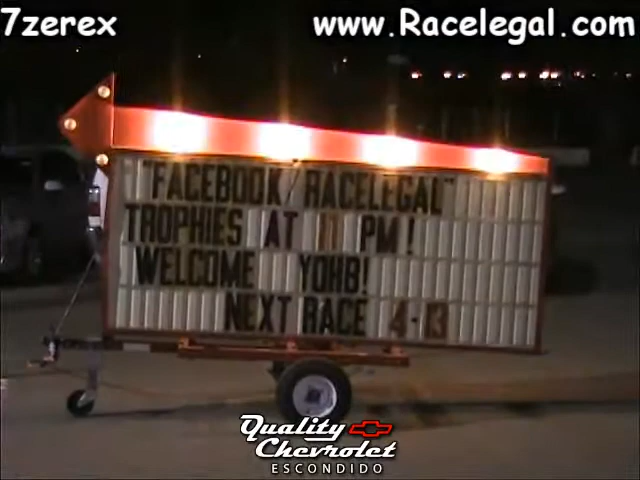 7zerex
www.Racelegal.com
"FACEBOOK/RACELEGAL"
TROPHIES AT 11 PM!
WELCOME YOHB!
NEXT RACE 4-13
Quality
Chevrolet
ESCONDIDO